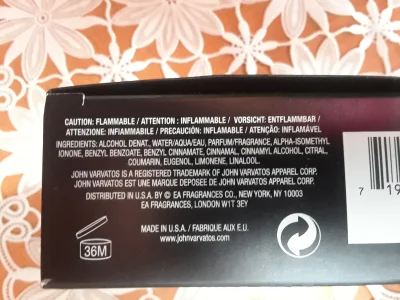 CAUTION: FLAMMABLE / ATTENTION : INFLAMMABLE / VORSICHT: ENTFLAMMBAR /
ATTENZIONE: INFIAMMABILE / PRECAUCIÓN: INFLAMABLE / ATENÇÃO: INFLAMÁVEL
INGREDIENTS: ALCOHOL DENAT., WATER/AQUA/EAU, PARFUM/FRAGRANCE, ALPHA-ISOMETHYL
IONONE, BENZYL BENZOATE, BENZYL CINNAMATE, CINNAMAL, CINNAMYL ALCOHOL, CITRAL,
COUMARIN, EUGENOL, LIMONENE, LINALOOL.
JOHN VARVATOS IS A REGISTERED TRADEMARK OF JOHN VARVATOS APPAREL CORP.
JOHN VARVATOS EST UNE MARQUE DEPOSEE DE JOHN VARVATOS APPAREL CORP.
DISTRIBUTED IN U.S.A. BY © EA FRAGRANCES CO., NEW YORK, NY 10003
EA FRAGRANCES, LONDON W1T 3EY
MADE IN U.S.A. / FABRIQUE AUX E.U.
www.johnvarvatos.com
36M
7 19